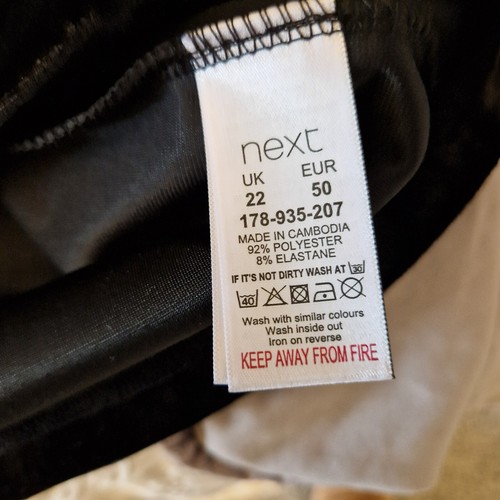 next
UK EUR
22 50
178-935-207
MADE IN CAMBODIA
92% POLYESTER
8% ELASTANE
IF IT'S NOT DIRTY WASH AT 30
40
Wash with similar colours
Wash inside out
Iron on reverse
KEEP AWAY FROM FIRE